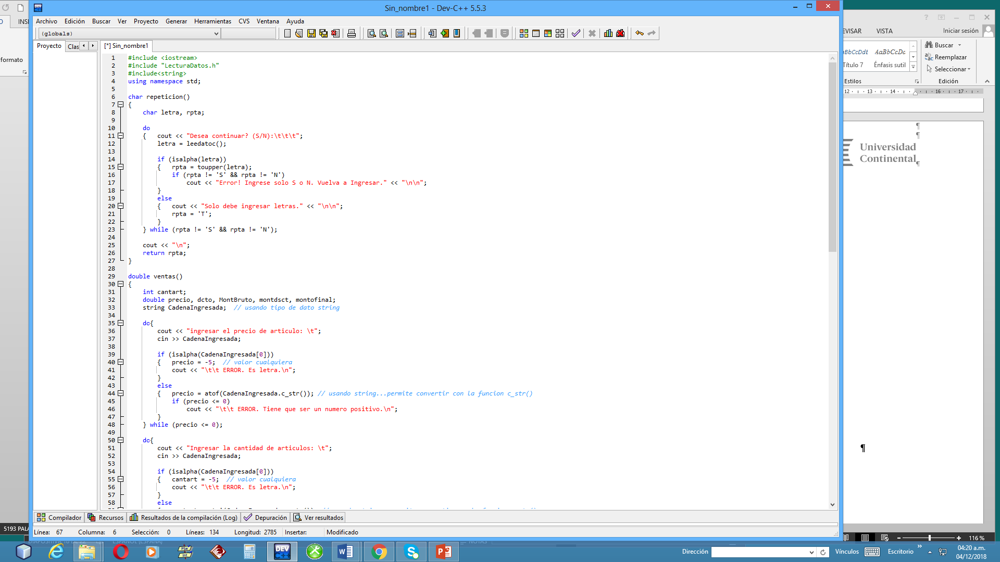 Sin_nombre1 - Dev-C++ 5.5.3
Archivo Edición Buscar Ver Proyecto Generar Herramientas CVS Ventana Ayuda
(globals)
Proyecto Clas
[*] Sin_nombre1
1 #include <iostream>
2 #include "LecturaDatos.h"
3 #include<string>
4 using namespace std;
5
6 char repeticion()
7 {
8 char letra, rpta;
9
10 do
11 { cout << "Desea continuar? (S/N):\t\t\t";
12 letra = leedatoc();
13
14 if (isalpha(letra))
15 { rpta = toupper(letra);
16 if (rpta != 'S' && rpta != 'N')
17 cout << "Error! Ingrese solo S o N. Vuelva a Ingresar." << "\n\n";
18 }
19 else
20 { cout << "Solo debe ingresar letras." << "\n\n";
21 rpta = 'T';
22 }
23 } while (rpta != 'S' && rpta != 'N');
24
25 cout << "\n";
26 return rpta;
27 }
28
29 double ventas()
30 {
31 int cantart;
32 double precio, dcto, MontBruto, montdsct, montofinal;
33 string CadenaIngresada; // usando tipo de dato string
34
35 do{
36 cout << "ingresar el precio de articulo: \t";
37 cin >> CadenaIngresada;
38
39 if (isalpha(CadenaIngresada[0]))
40 { precio = -5; // valor cualquiera
41 cout << "\t\t ERROR. Es letra.\n";
42 }
43 else
44 { precio = atof(CadenaIngresada.c_str()); // usando string...permite convertir con la funcion c_str()
45 if (precio <= 0)
46 cout << "\t\t ERROR. Tiene que ser un numero positivo.\n";
47 }
48 } while (precio <= 0);
49
50 do{
51 cout << "Ingresar la cantidad de articulos: \t";
52 cin >> CadenaIngresada;
53
54 if (isalpha(CadenaIngresada[0]))
55 { cantart = -5; // valor cualquiera
56 cout << "\t\t ERROR. Es letra.\n";
57 }
58 else
Compilador Recursos Resultados de la compilación (Log) Depuración Ver resultados
Línea: 67 Columna: 6 Selección: 0 Líneas: 134 Longitud: 2785 Insertar: Modificado
INS
formato
5193 PALA
EVISAR VISTA Iniciar sesión
BbCcDdE AaBbCcDc
Título 7 Énfasis sutil
Estilos
Buscar
Reemplazar
Seleccionar
Edición
12 13 14 16 17
Universidad
Continental
116 %
DEV C++
Dirección Vínculos Escritorio
04:20 a.m.
04/12/2018